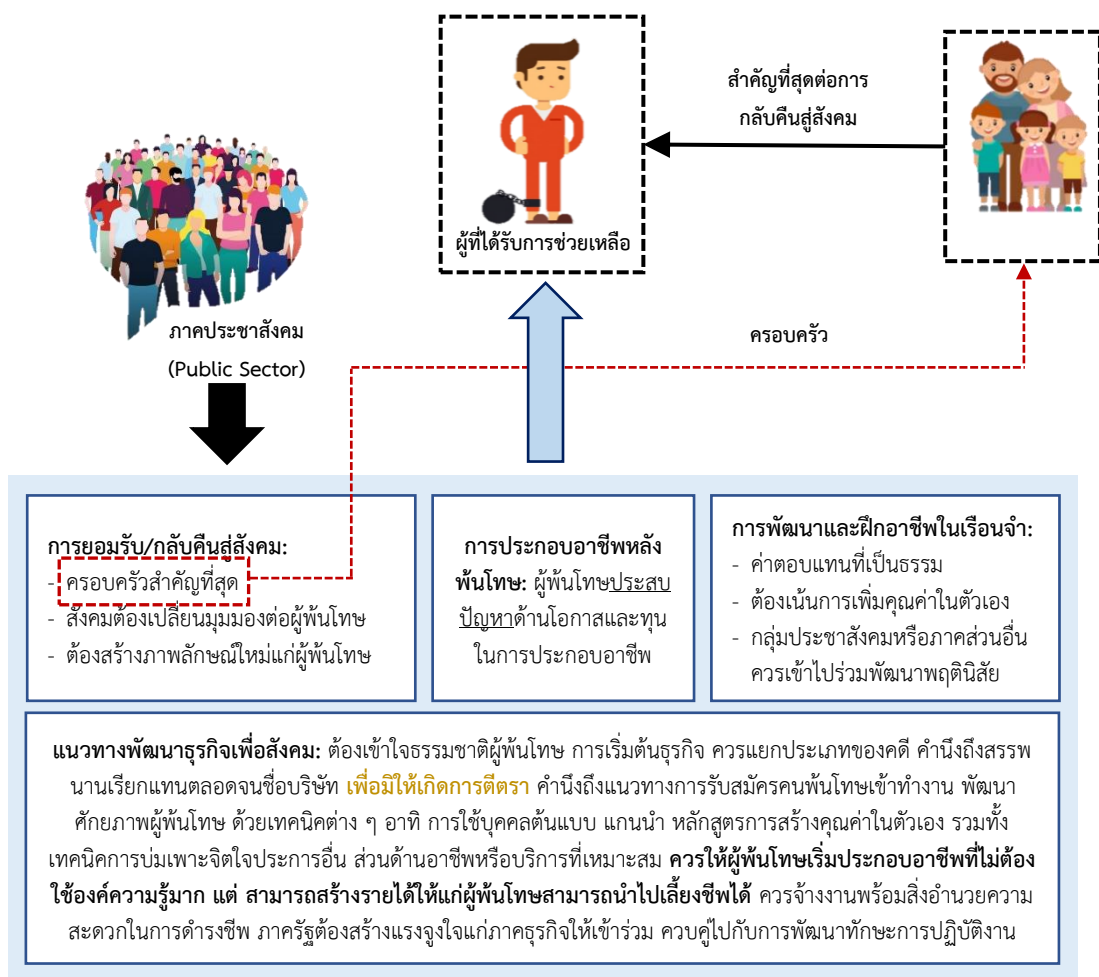 สำคัญที่สุดต่อการ
กลับคืนสู่สังคม
ผู้ที่ได้รับการช่วยเหลือ
ภาคประชาสังคม
(Public Sector)
ครอบครัว
การยอมรับ/กลับคืนสู่สังคม:
- ครอบครัวสำคัญที่สุด
- สังคมต้องเปลี่ยนมุมมองต่อผู้พ้นโทษ
- ต้องสร้างภาพลักษณ์ใหม่แก่ผู้พ้นโทษ
การประกอบอาชีพหลัง
พ้นโทษ: ผู้พ้นโทษประสบ
ปัญหาด้านโอกาสและทุน
ในการประกอบอาชีพ
การพัฒนาและฝึกอาชีพในเรือนจำ:
- ค่าตอบแทนที่เป็นธรรม
- ต้องเน้นการเพิ่มคุณค่าในตัวเอง
- กลุ่มประชาสังคมหรือภาคส่วนอื่น
ควรเข้าไปร่วมพัฒนาพฤตินิสัย
แนวทางพัฒนาธุรกิจเพื่อสังคม: ต้องเข้าใจธรรมชาติผู้พ้นโทษ การเริ่มต้นธุรกิจ ควรแยกประเภทของคดี คำนึงถึงสรรพ
นานเรียกแทนตลอดจนชื่อบริษัท เพื่อมิให้เกิดการตีตรา คำนึงถึงแนวทางการรับสมัครคนพ้นโทษเข้าทำงาน พัฒนา
ศักยภาพผู้พ้นโทษ ด้วยเทคนิคต่าง ๆ อาทิ การใช้บุคคลต้นแบบ แกนนำ หลักสูตรการสร้างคุณค่าในตัวเอง รวมทั้ง
เทคนิคการบ่มเพาะจิตใจประการอื่น ส่วนด้านอาชีพหรือบริการที่เหมาะสม ควรให้ผู้พ้นโทษเริ่มประกอบอาชีพที่ไม่ต้อง
ใช้องค์ความรู้มาก แต่ สามารถสร้างรายได้ให้แก่ผู้พ้นโทษสามารถนำไปเลี้ยงชีพได้ ควรจ้างงานพร้อมสิ่งอำนวยความ
สะดวกในการดำรงชีพ ภาครัฐต้องสร้างแรงจูงใจแก่ภาคธุรกิจให้เข้าร่วม ควบคู่ไปกับการพัฒนาทักษะการปฏิบัติงาน